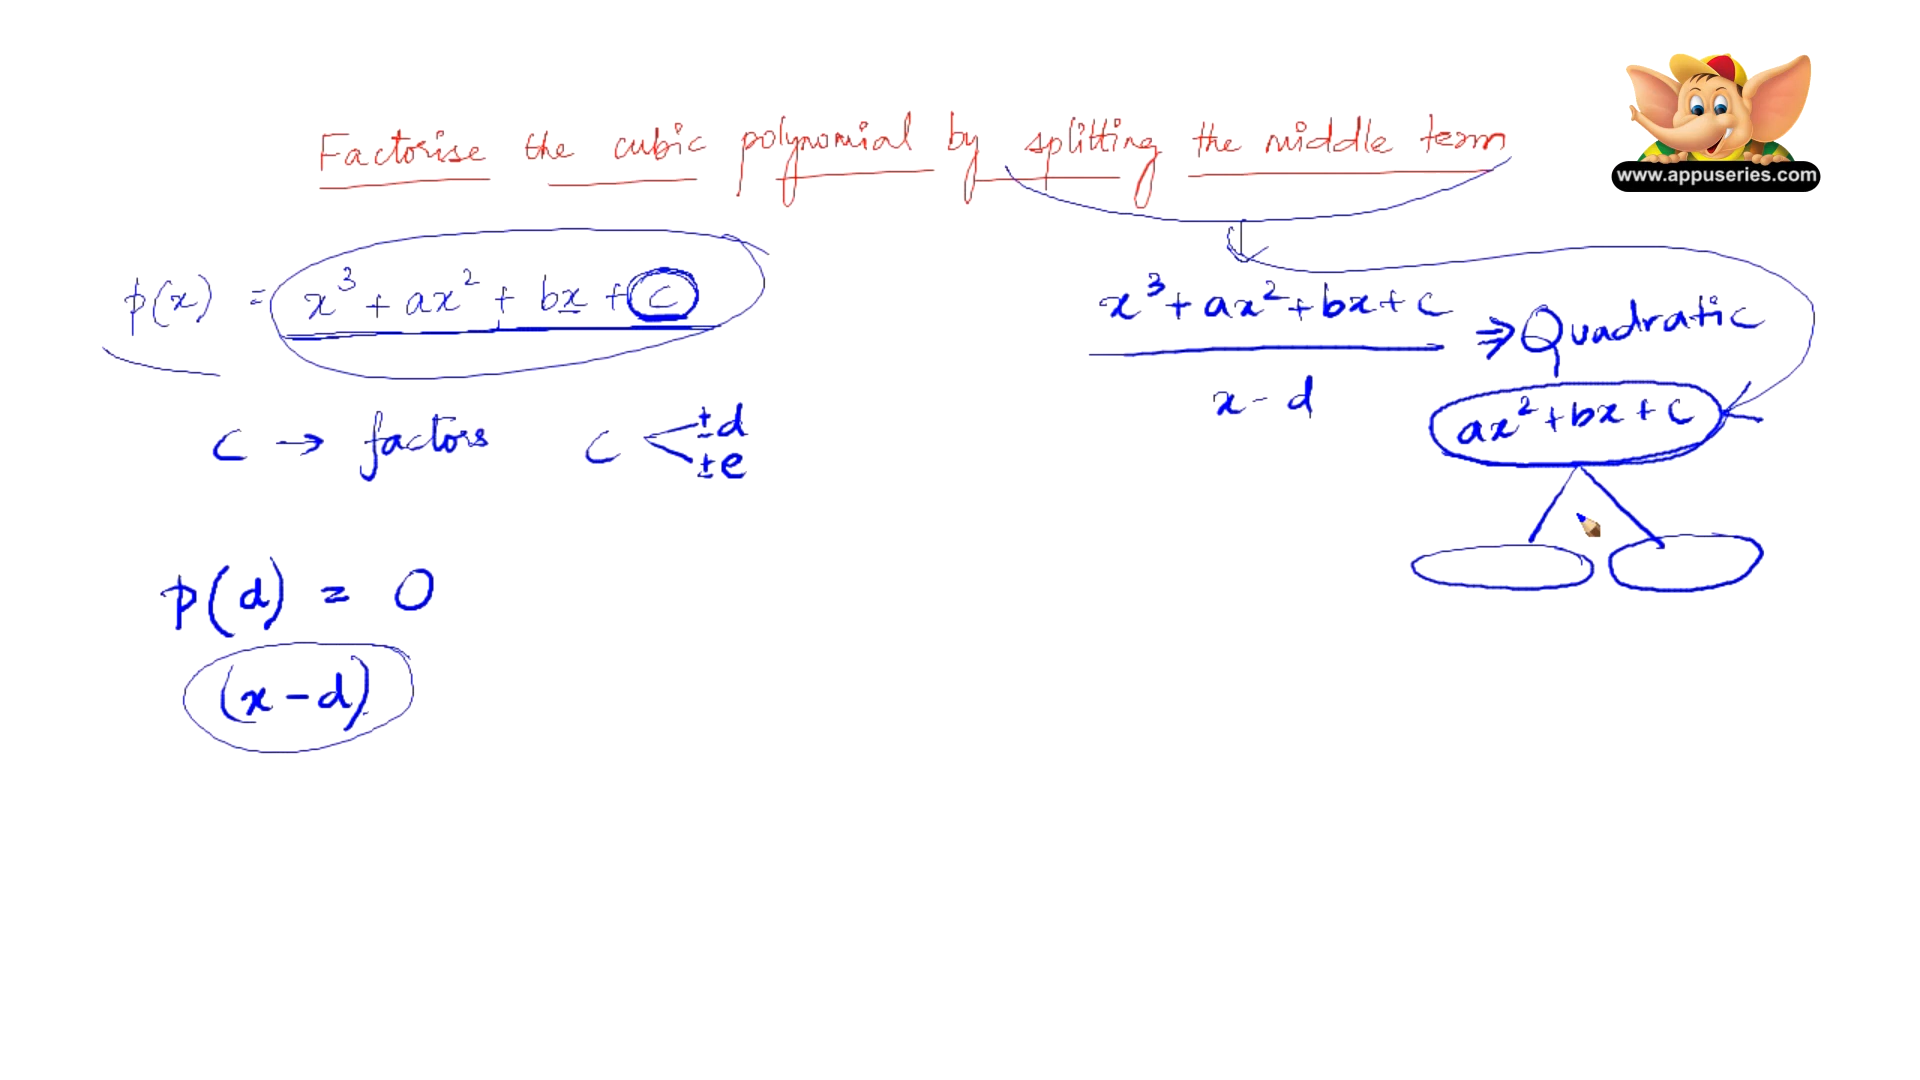 Factorise the cubic polynomial by splitting the middle term
www.appuseries.com
p(x) = x³ + ax² + bx + c
c → factors c ± d
± e
p(d) = 0
(x - d)
x³ + ax² + bx + c ⇒ Quadratic
x - d
ax² + bx + c